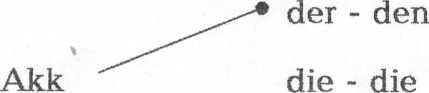 der - den
Akk die - die